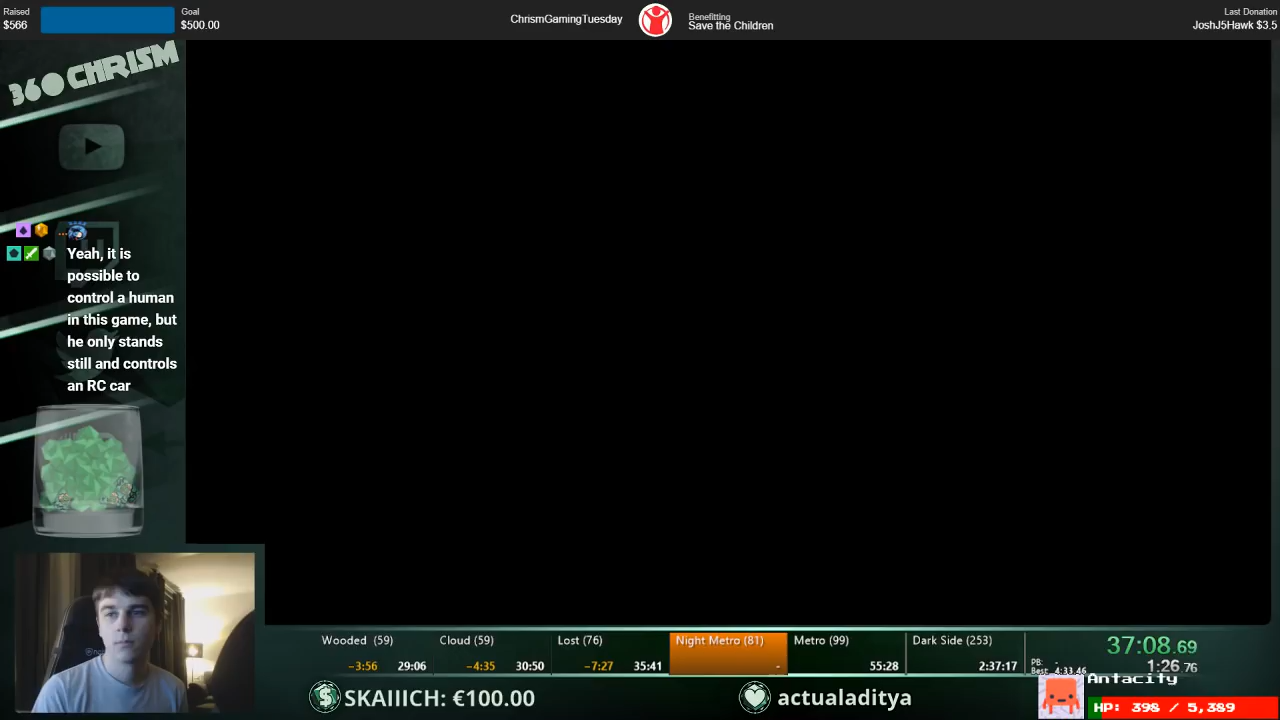 Raised
$566
Goal
$500.00
ChrismGamingTuesday
Benefitting
Save the Children
Last Donation
JoshJ5Hawk $3.5
360 CHRISM
Yeah, it is
possible to
control a human
in this game, but
he only stands
still and controls
an RC car
Wooded (59)
−3:56 29:06
Cloud (59)
−4:35 30:50
Lost (76)
−7:27 35:41
Night Metro (81)
-
Metro (99)
55:28
Dark Side (253)
2:37:17
37:08.69
PB: -
Best: 4:33.46
1:26.76
SKAIIICH: €100.00
actualaditya
Antacity
HP: 398 / 5,389